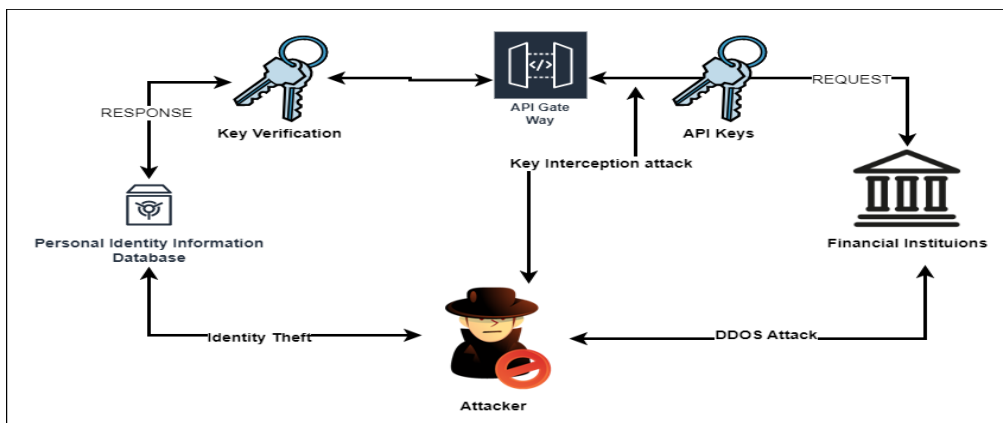 REQUEST
RESPONSE
Key Verification
API Gate
Way
</>
API Keys
Key Interception attack
Personal Identity Information
Database
Financial Instituions
Identity Theft
DDOS Attack
Attacker